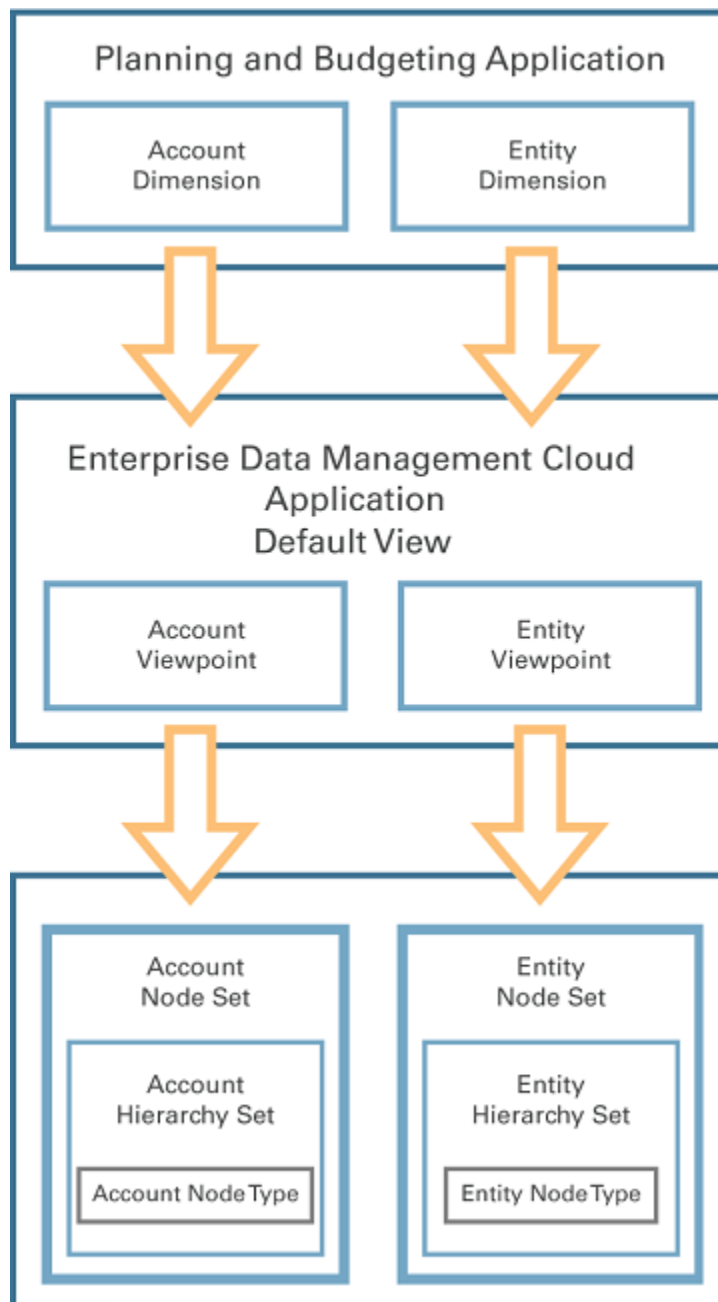 Planning and Budgeting Application
Account
Dimension
Entity
Dimension
Enterprise Data Management Cloud
Application
Default View
Account
Viewpoint
Entity
Viewpoint
Account
Node Set
Entity
Node Set
Account
Hierarchy Set
Entity
Hierarchy Set
Account Node Type
Entity Node Type